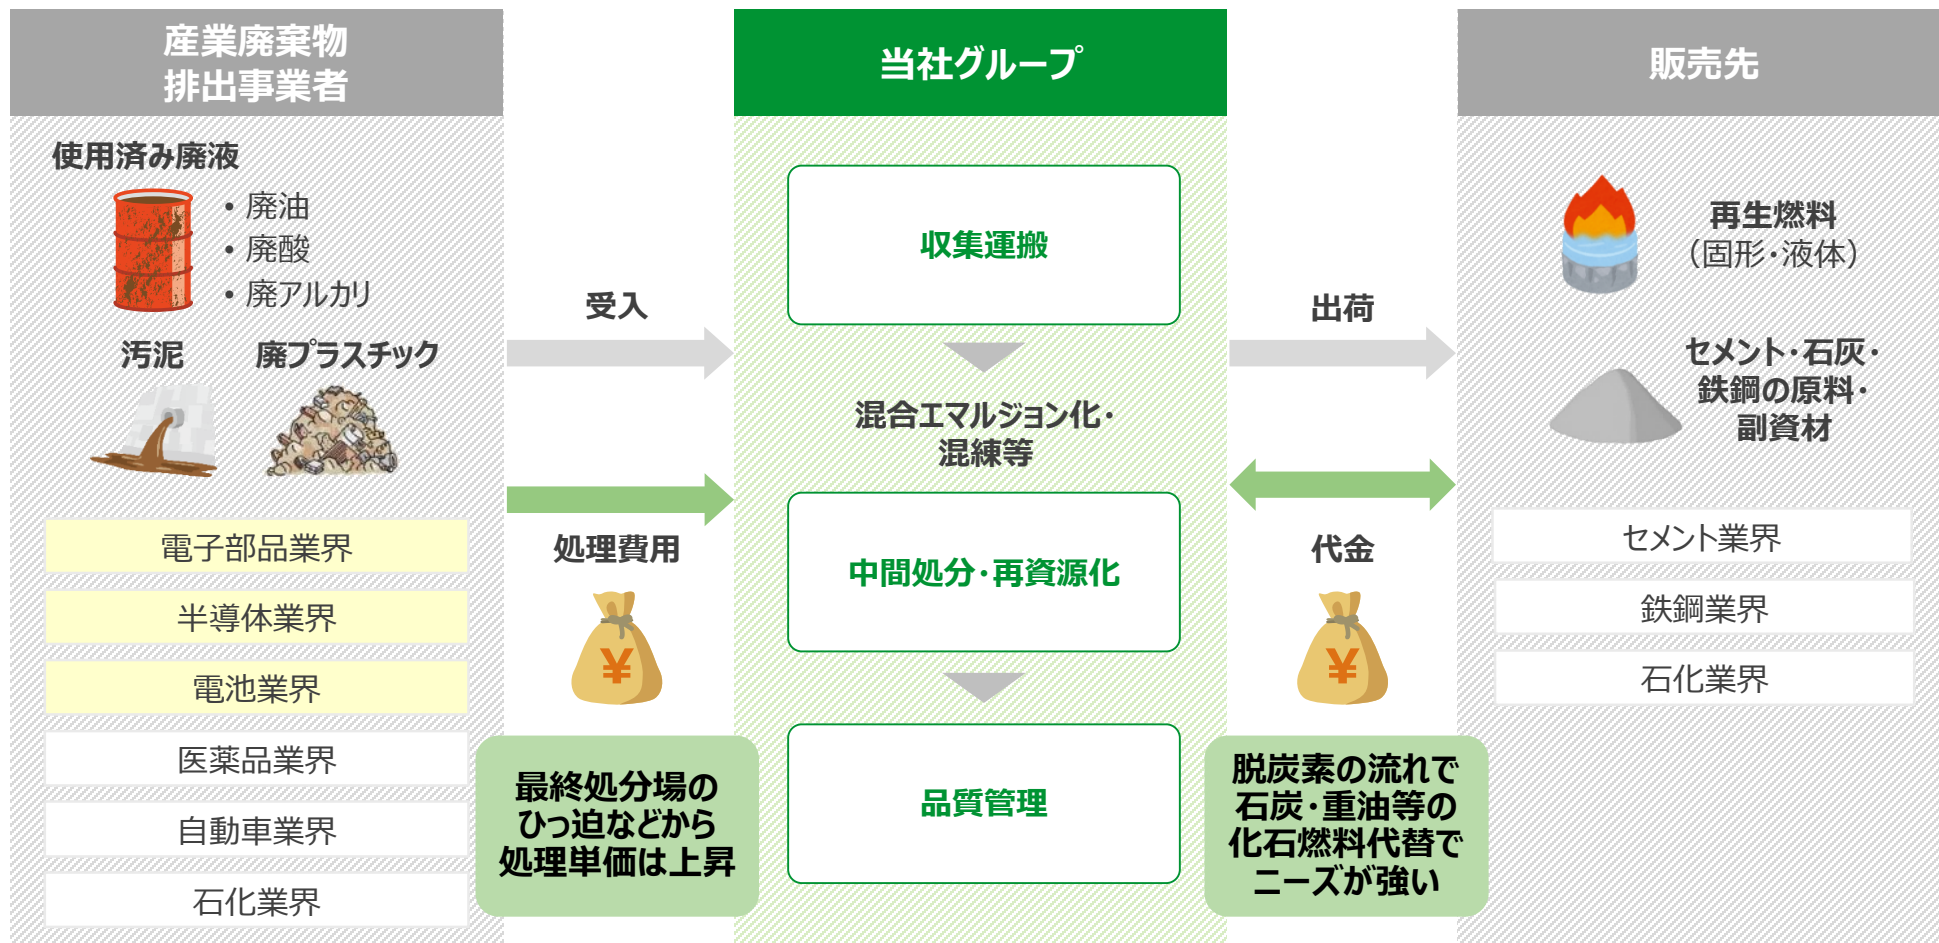 産業廃棄物
排出事業者
使用済み廃液
・廃油
・廃酸
・廃アルカリ
汚泥
廃プラスチック
電子部品業界
半導体業界
電池業界
医薬品業界
自動車業界
石化業界
受入
処理費用
¥
最終処分場の
ひっ迫などから
処理単価は上昇
当社グループ
収集運搬
混合エマルジョン化・
混練等
中間処分・再資源化
品質管理
出荷
代金
¥
脱炭素の流れで
石炭・重油等の
化石燃料代替で
ニーズが強い
販売先
再生燃料
（固形・液体）
セメント・石灰・
鉄鋼の原料・
副資材
セメント業界
鉄鋼業界
石化業界